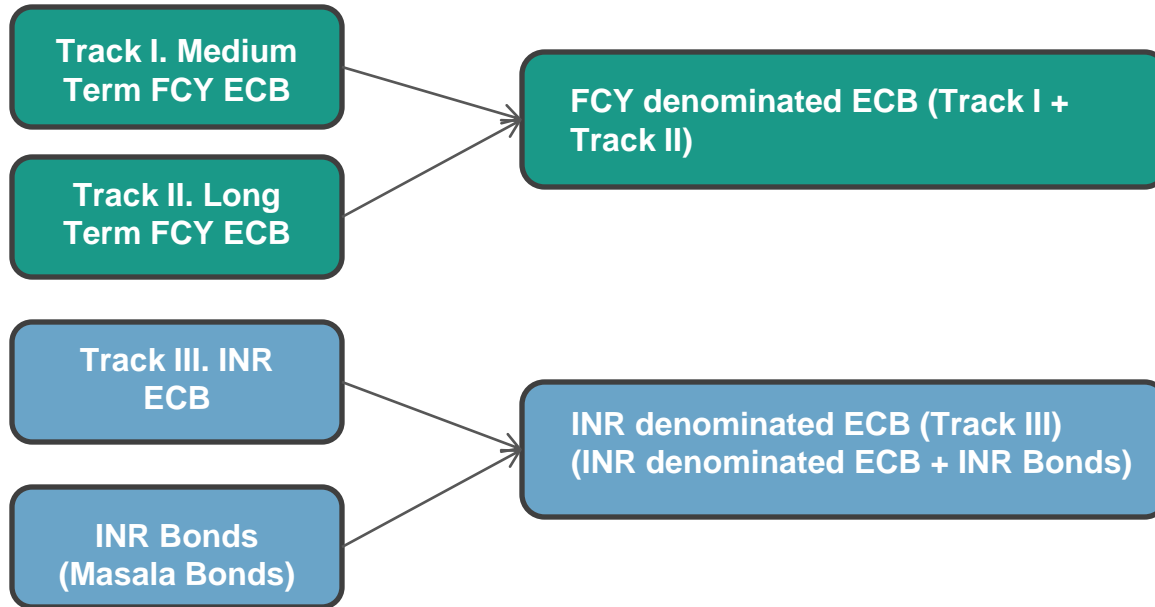 Track I. Medium
Term FCY ECB
Track II. Long
Term FCY ECB
FCY denominated ECB (Track I +
Track II)
Track III. INR
ECB
INR Bonds
(Masala Bonds)
INR denominated ECB (Track III)
(INR denominated ECB + INR Bonds)